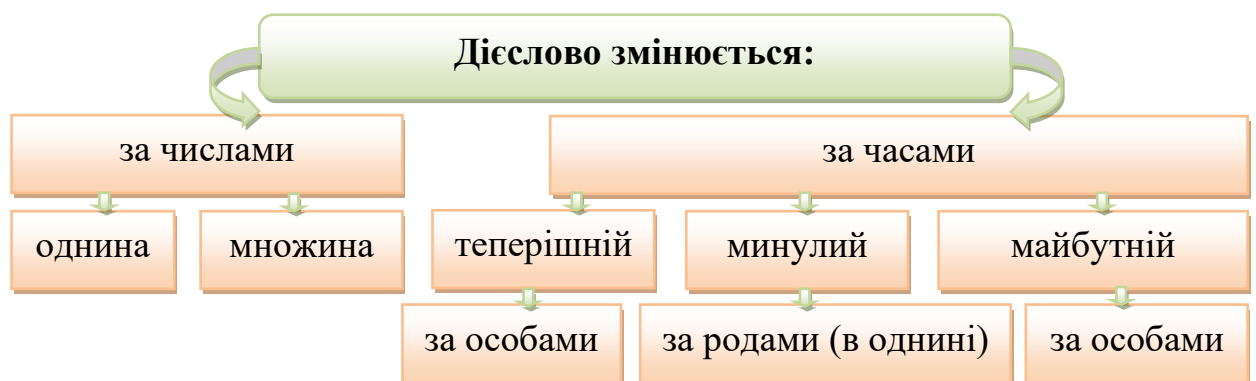 Дієслово змінюється:
за числами
за часами
однина
множина
теперішній
минулий
майбутній
за особами
за родами (в однині)
за особами